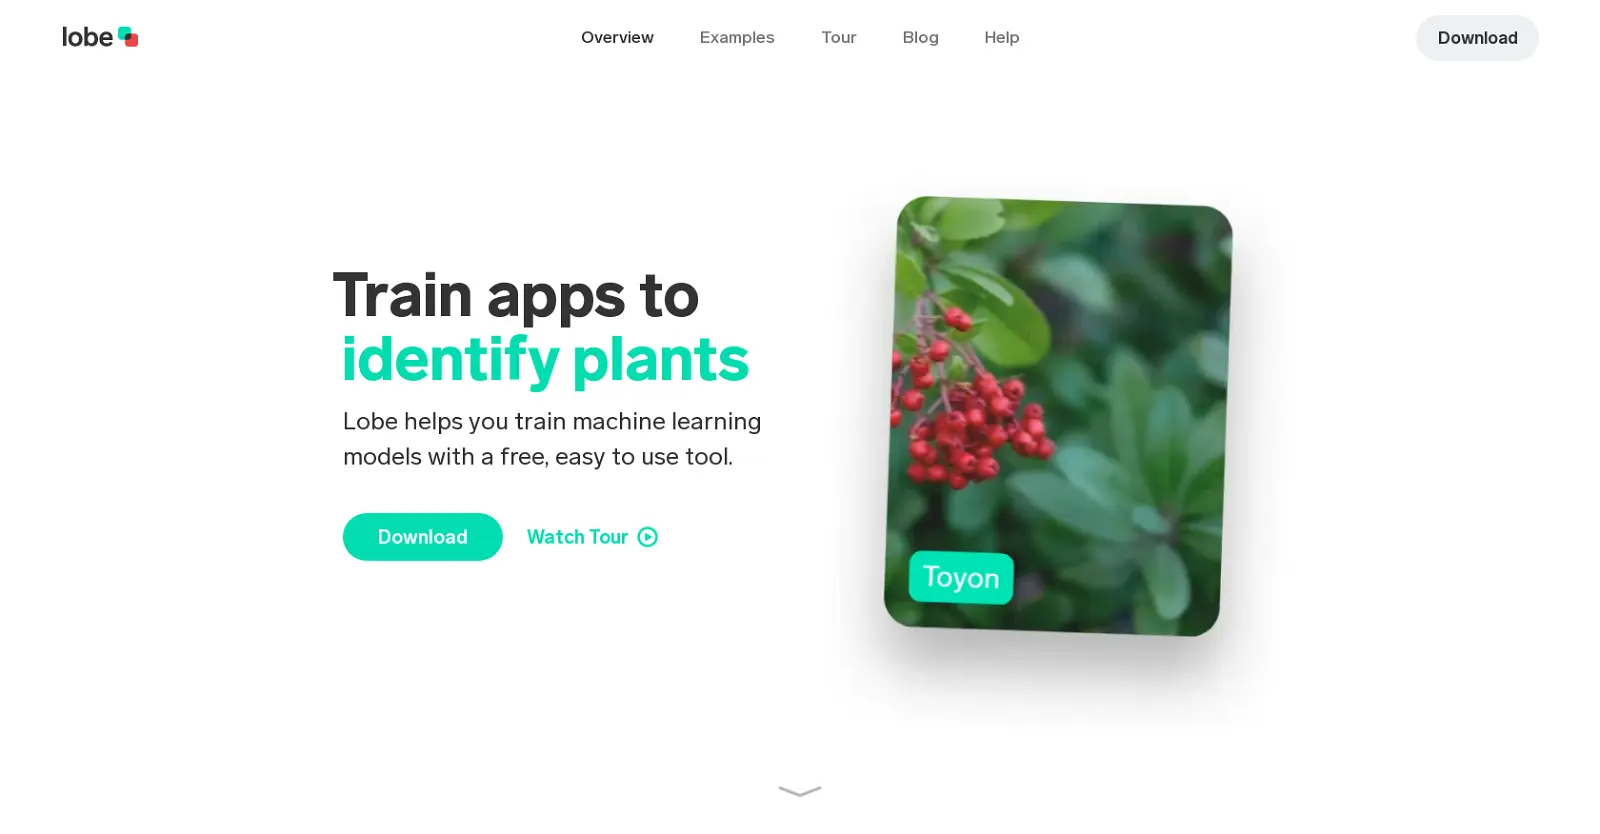 lobe
Overview
Examples
Tour
Blog
Help
Download
Train apps to
identify plants
Lobe helps you train machine learning
models with a free, easy to use tool.
Download
Watch Tour
Toyon